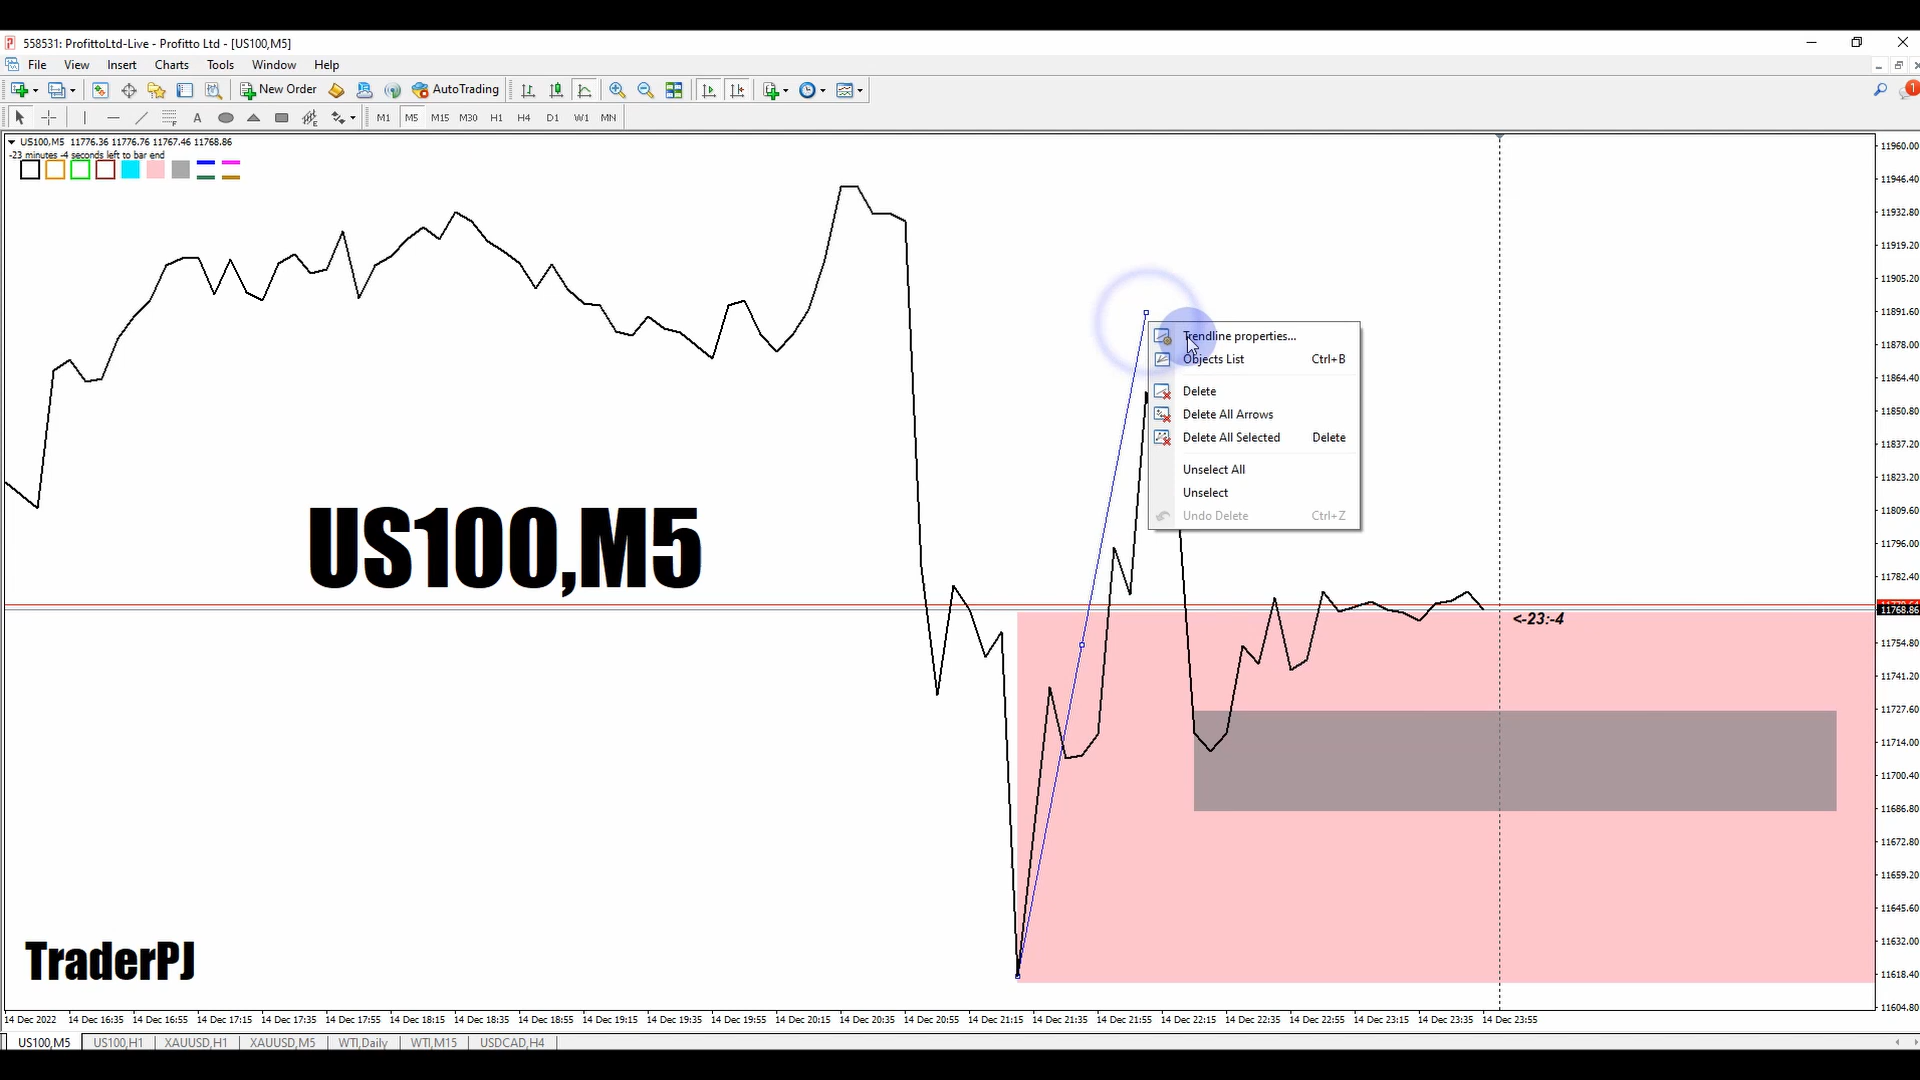 558531: ProfittoLtd-Live - Profitto Ltd - [US100,M5]
File View Insert Charts Tools Window Help
New Order AutoTrading
1
A M1 M5 M15 M30 H1 H4 D1 W1 MN
US100,M5 11776.36 11776.76 11767.46 11768.86
-23 minutes -4 seconds left to bar end
11960.00
11946.40
11932.80
11919.20
11905.20
11891.60
11878.00
11864.40
11850.80
11837.20
11823.20
11809.60
11796.00
11782.40
11768.86
11754.80
11741.20
11727.60
11714.00
11700.40
11686.80
11672.80
11659.20
11645.60
11632.00
11618.40
11604.80
Trendline properties...
Objects List Ctrl+B
Delete
Delete All Arrows
Delete All Selected Delete
Unselect All
Unselect
Undo Delete Ctrl+Z
US100,M5
<-23:-4
TraderPJ
14 Dec 2022 14 Dec 16:35 14 Dec 16:55 14 Dec 17:15 14 Dec 17:35 14 Dec 17:55 14 Dec 18:15 14 Dec 18:35 14 Dec 18:55 14 Dec 19:15 14 Dec 19:35 14 Dec 19:55 14 Dec 20:15 14 Dec 20:35 14 Dec 20:55 14 Dec 21:15 14 Dec 21:35 14 Dec 21:55 14 Dec 22:15 14 Dec 22:35 14 Dec 22:55 14 Dec 23:15 14 Dec 23:35 14 Dec 23:55
US100,M5 US100,H1 XAUUSD,H1 XAUUSD,M5 WTI,Daily WTI,M15 USDCAD,H4